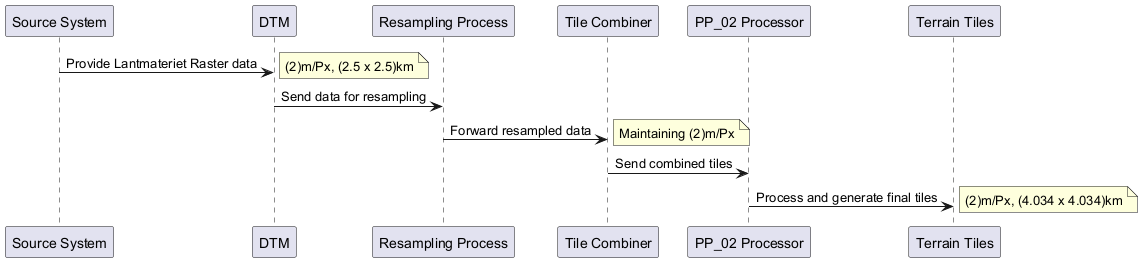 Source System
DTM
Resampling Process
Tile Combiner
PP_02 Processor
Terrain Tiles
Provide Lantmateriet Raster data
(2)m/Px, (2.5 x 2.5)km
Send data for resampling
Forward resampled data
Maintaining (2)m/Px
Send combined tiles
Process and generate final tiles
(2)m/Px, (4.034 x 4.034)km
Source System
DTM
Resampling Process
Tile Combiner
PP_02 Processor
Terrain Tiles